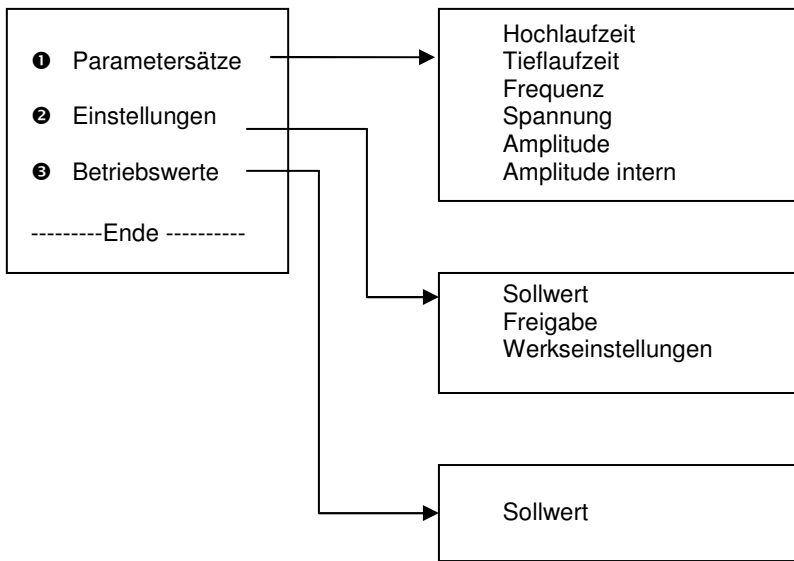 ❶ Parametersätze
❷ Einstellungen
❸ Betriebswerte
---------Ende ----------
Hochlaufzeit
Tieflaufzeit
Frequenz
Spannung
Amplitude
Amplitude intern
Sollwert
Freigabe
Werkseinstellungen
Sollwert